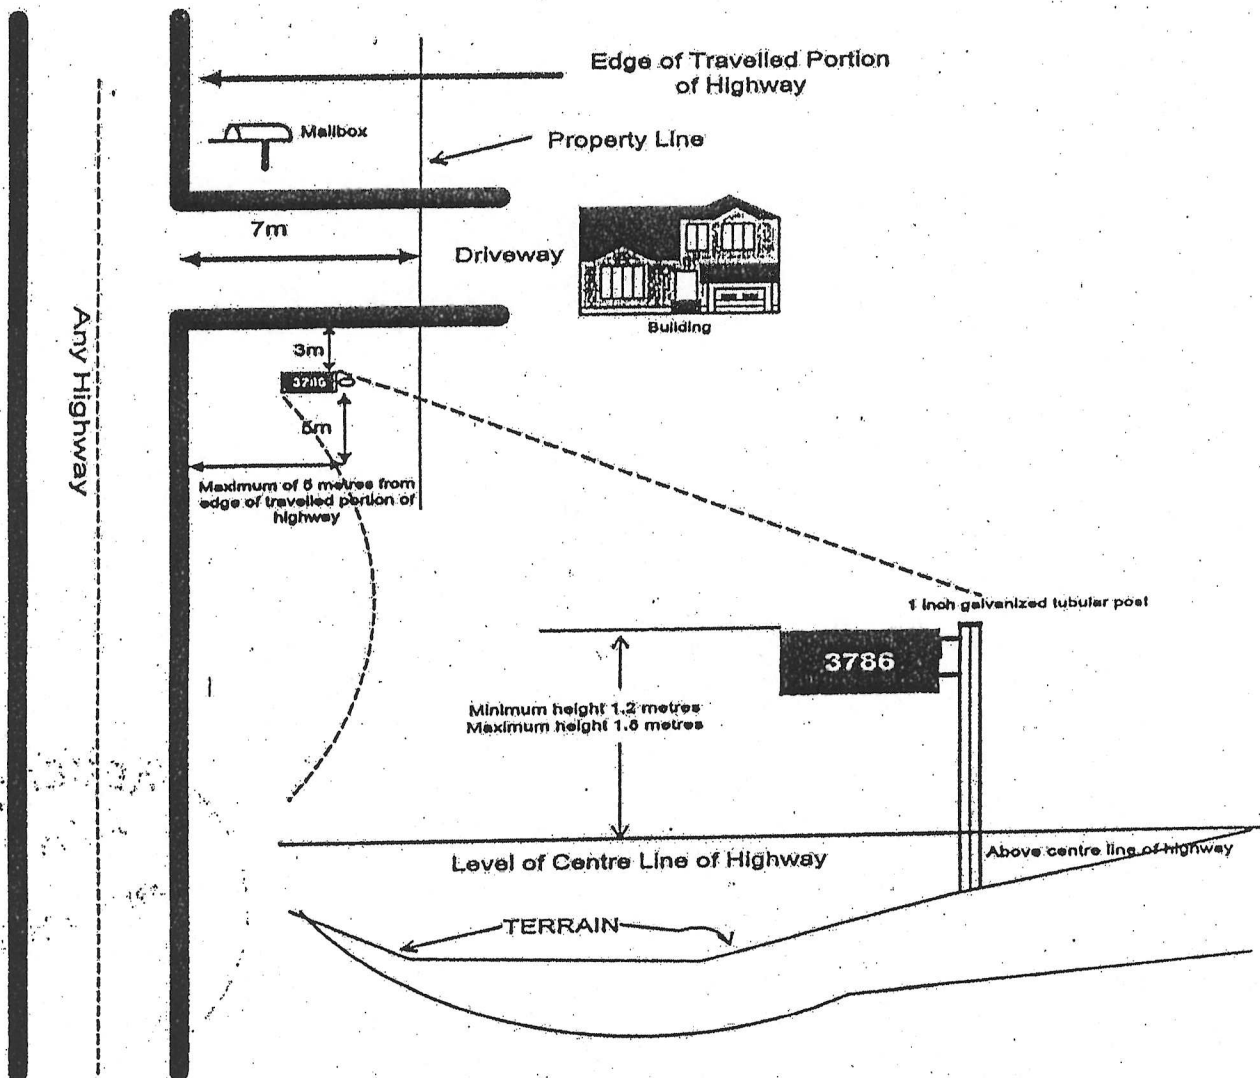 Edge of Travelled Portion
of Highway
Mailbox
Property Line
7m
Driveway
Building
Any Highway
3m
3786
5m
Maximum of 5 metres from
edge of travelled portion of
highway
1 inch galvanized tubular post
3786
Minimum height 1.2 metres
Maximum height 1.5 metres
Level of Centre Line of Highway
Above centre line of highway
TERRAIN